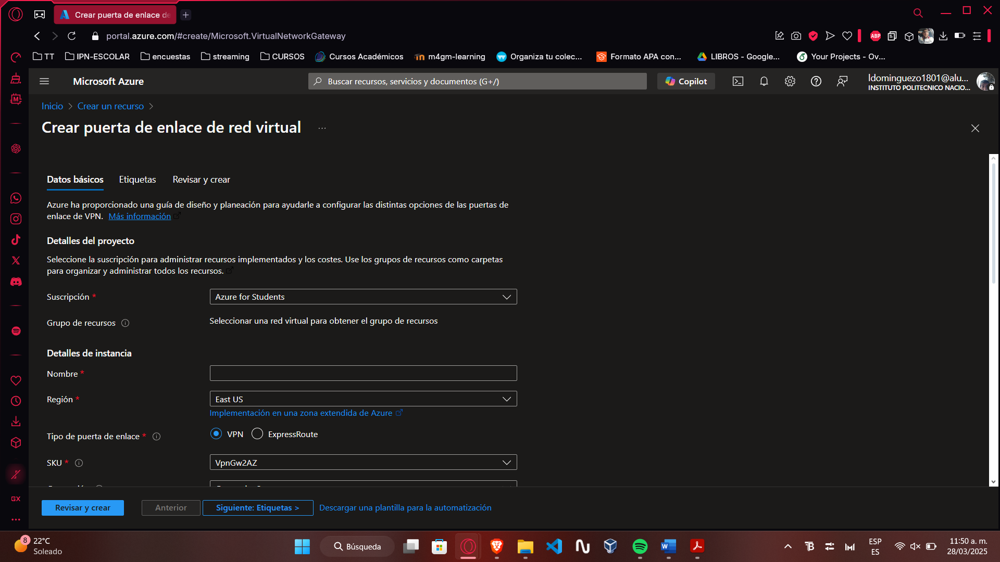 Crear puerta de enlace de
portal.azure.com/#create/Microsoft.VirtualNetworkGateway
ABP
TT
IPN-ESCOLAR
encuestas
streaming
CURSOS
Cursos Académicos
m4gm-learning
Organiza tu colec...
Formato APA con...
LIBROS - Google...
Your Projects - Ov...
Microsoft Azure
Buscar recursos, servicios y documentos (G+/)
Copilot
ldominguezo1801@alu...
INSTITUTO POLITECNICO NACIO...
Inicio > Crear un recurso >
Crear puerta de enlace de red virtual ...
Datos básicos
Etiquetas
Revisar y crear
Azure ha proporcionado una guía de diseño y planeación para ayudarle a configurar las distintas opciones de las puertas de
enlace de VPN. Más información
Detalles del proyecto
Seleccione la suscripción para administrar recursos implementados y los costes. Use los grupos de recursos como carpetas
para organizar y administrar todos los recursos.
Suscripción *
Azure for Students
Grupo de recursos
Seleccionar una red virtual para obtener el grupo de recursos
Detalles de instancia
Nombre *
Región *
East US
Implementación en una zona extendida de Azure
Tipo de puerta de enlace *
VPN
ExpressRoute
SKU *
VpnGw2AZ
Revisar y crear
Anterior
Siguiente: Etiquetas >
Descargar una plantilla para la automatización
GX
8
22°C
Soleado
Búsqueda
ESP
ES
11:50 a. m.
28/03/2025